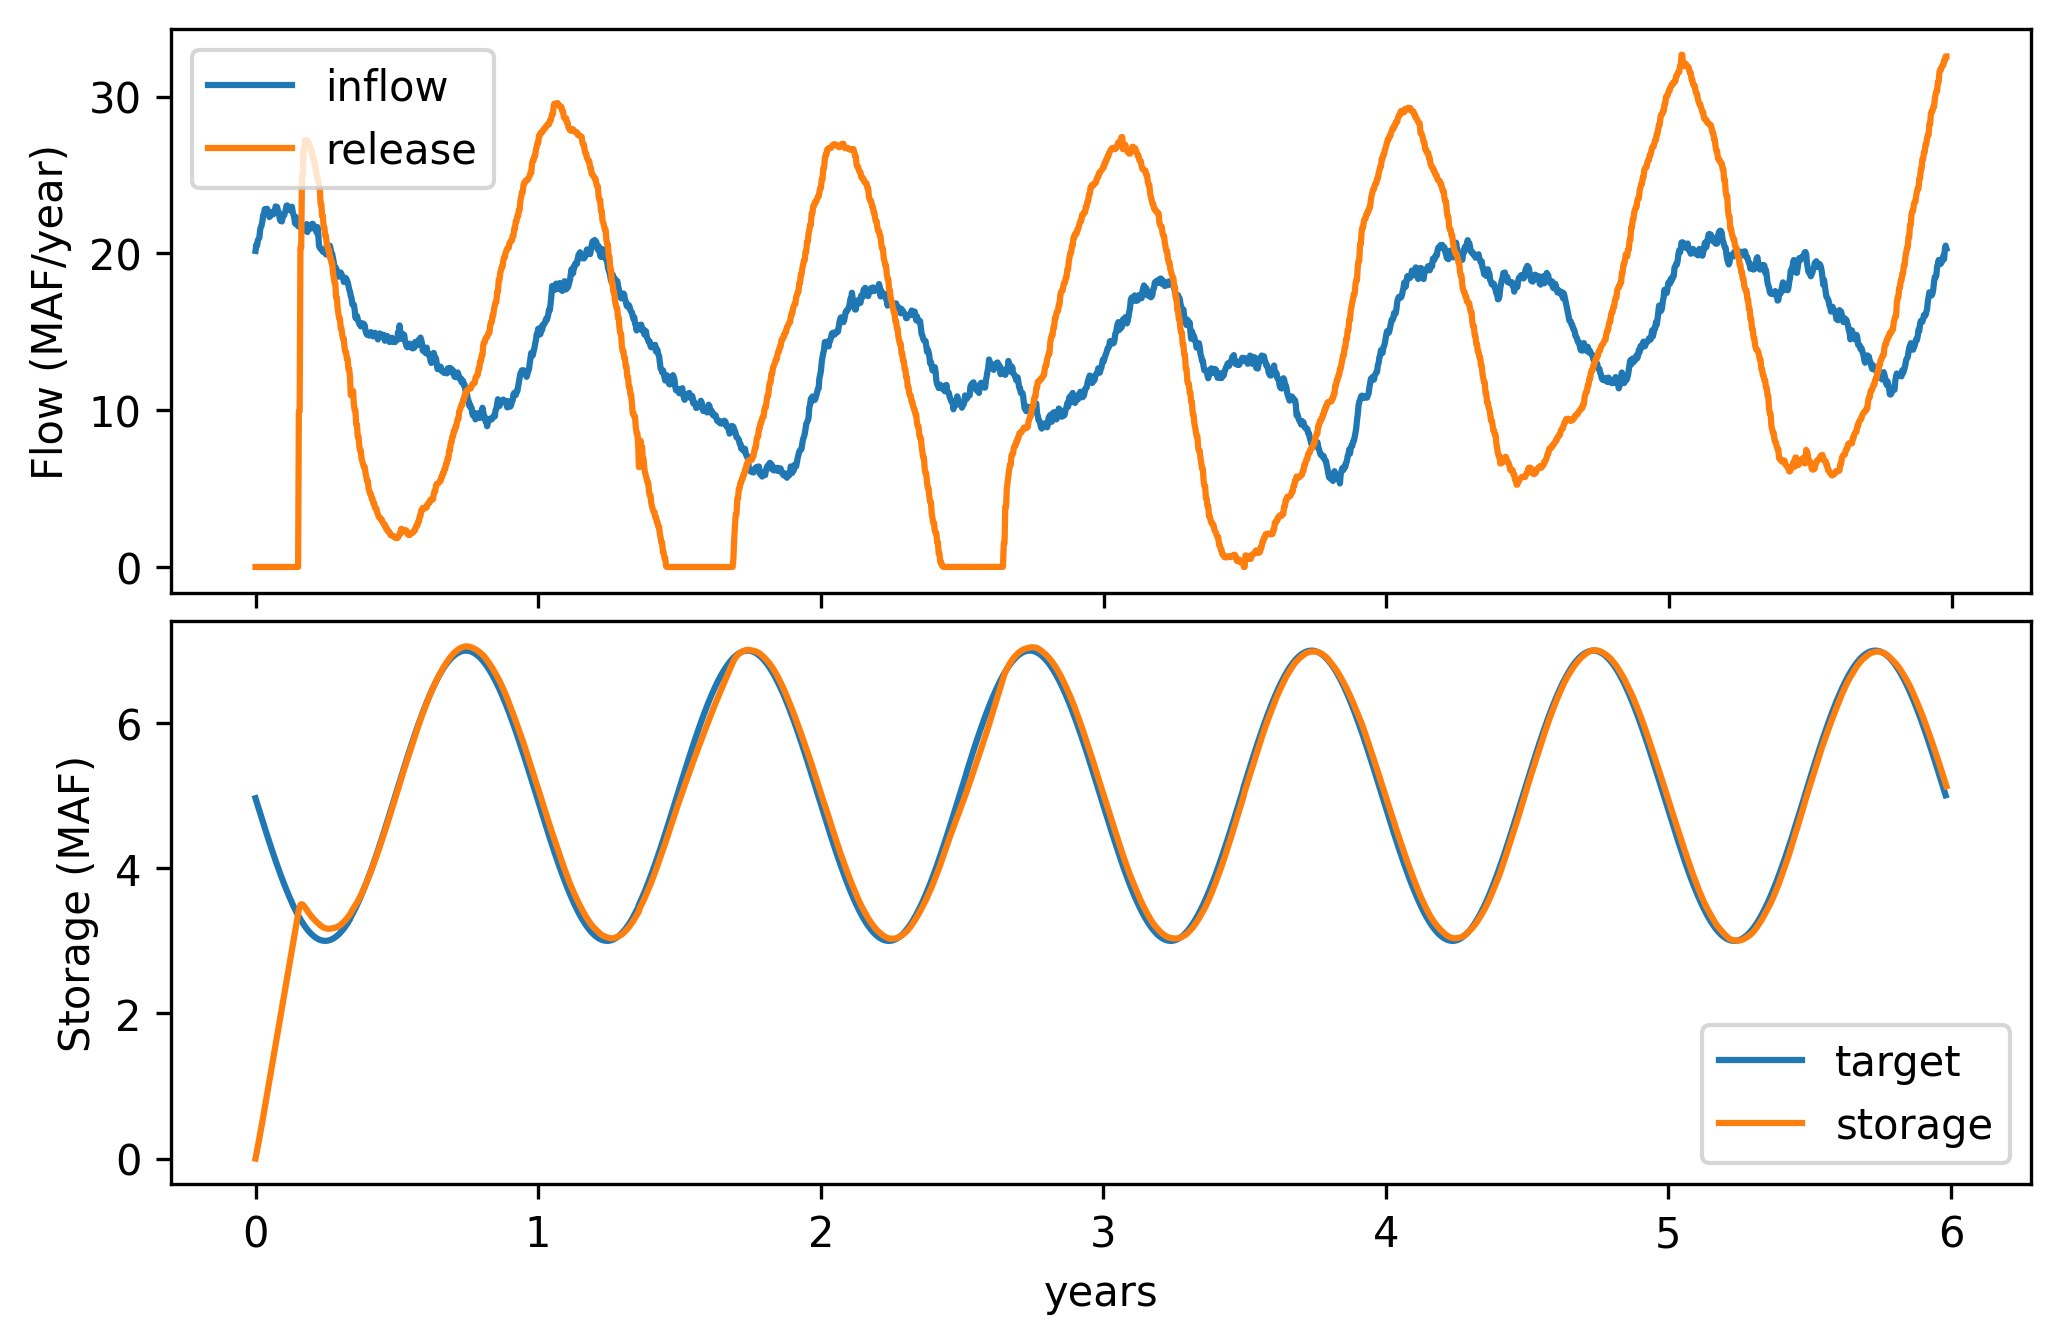 Flow (MAF/year)
30
20
10
0
inflow
release
Storage (MAF)
6
4
2
0
target
storage
0 1 2 3 4 5 6
years